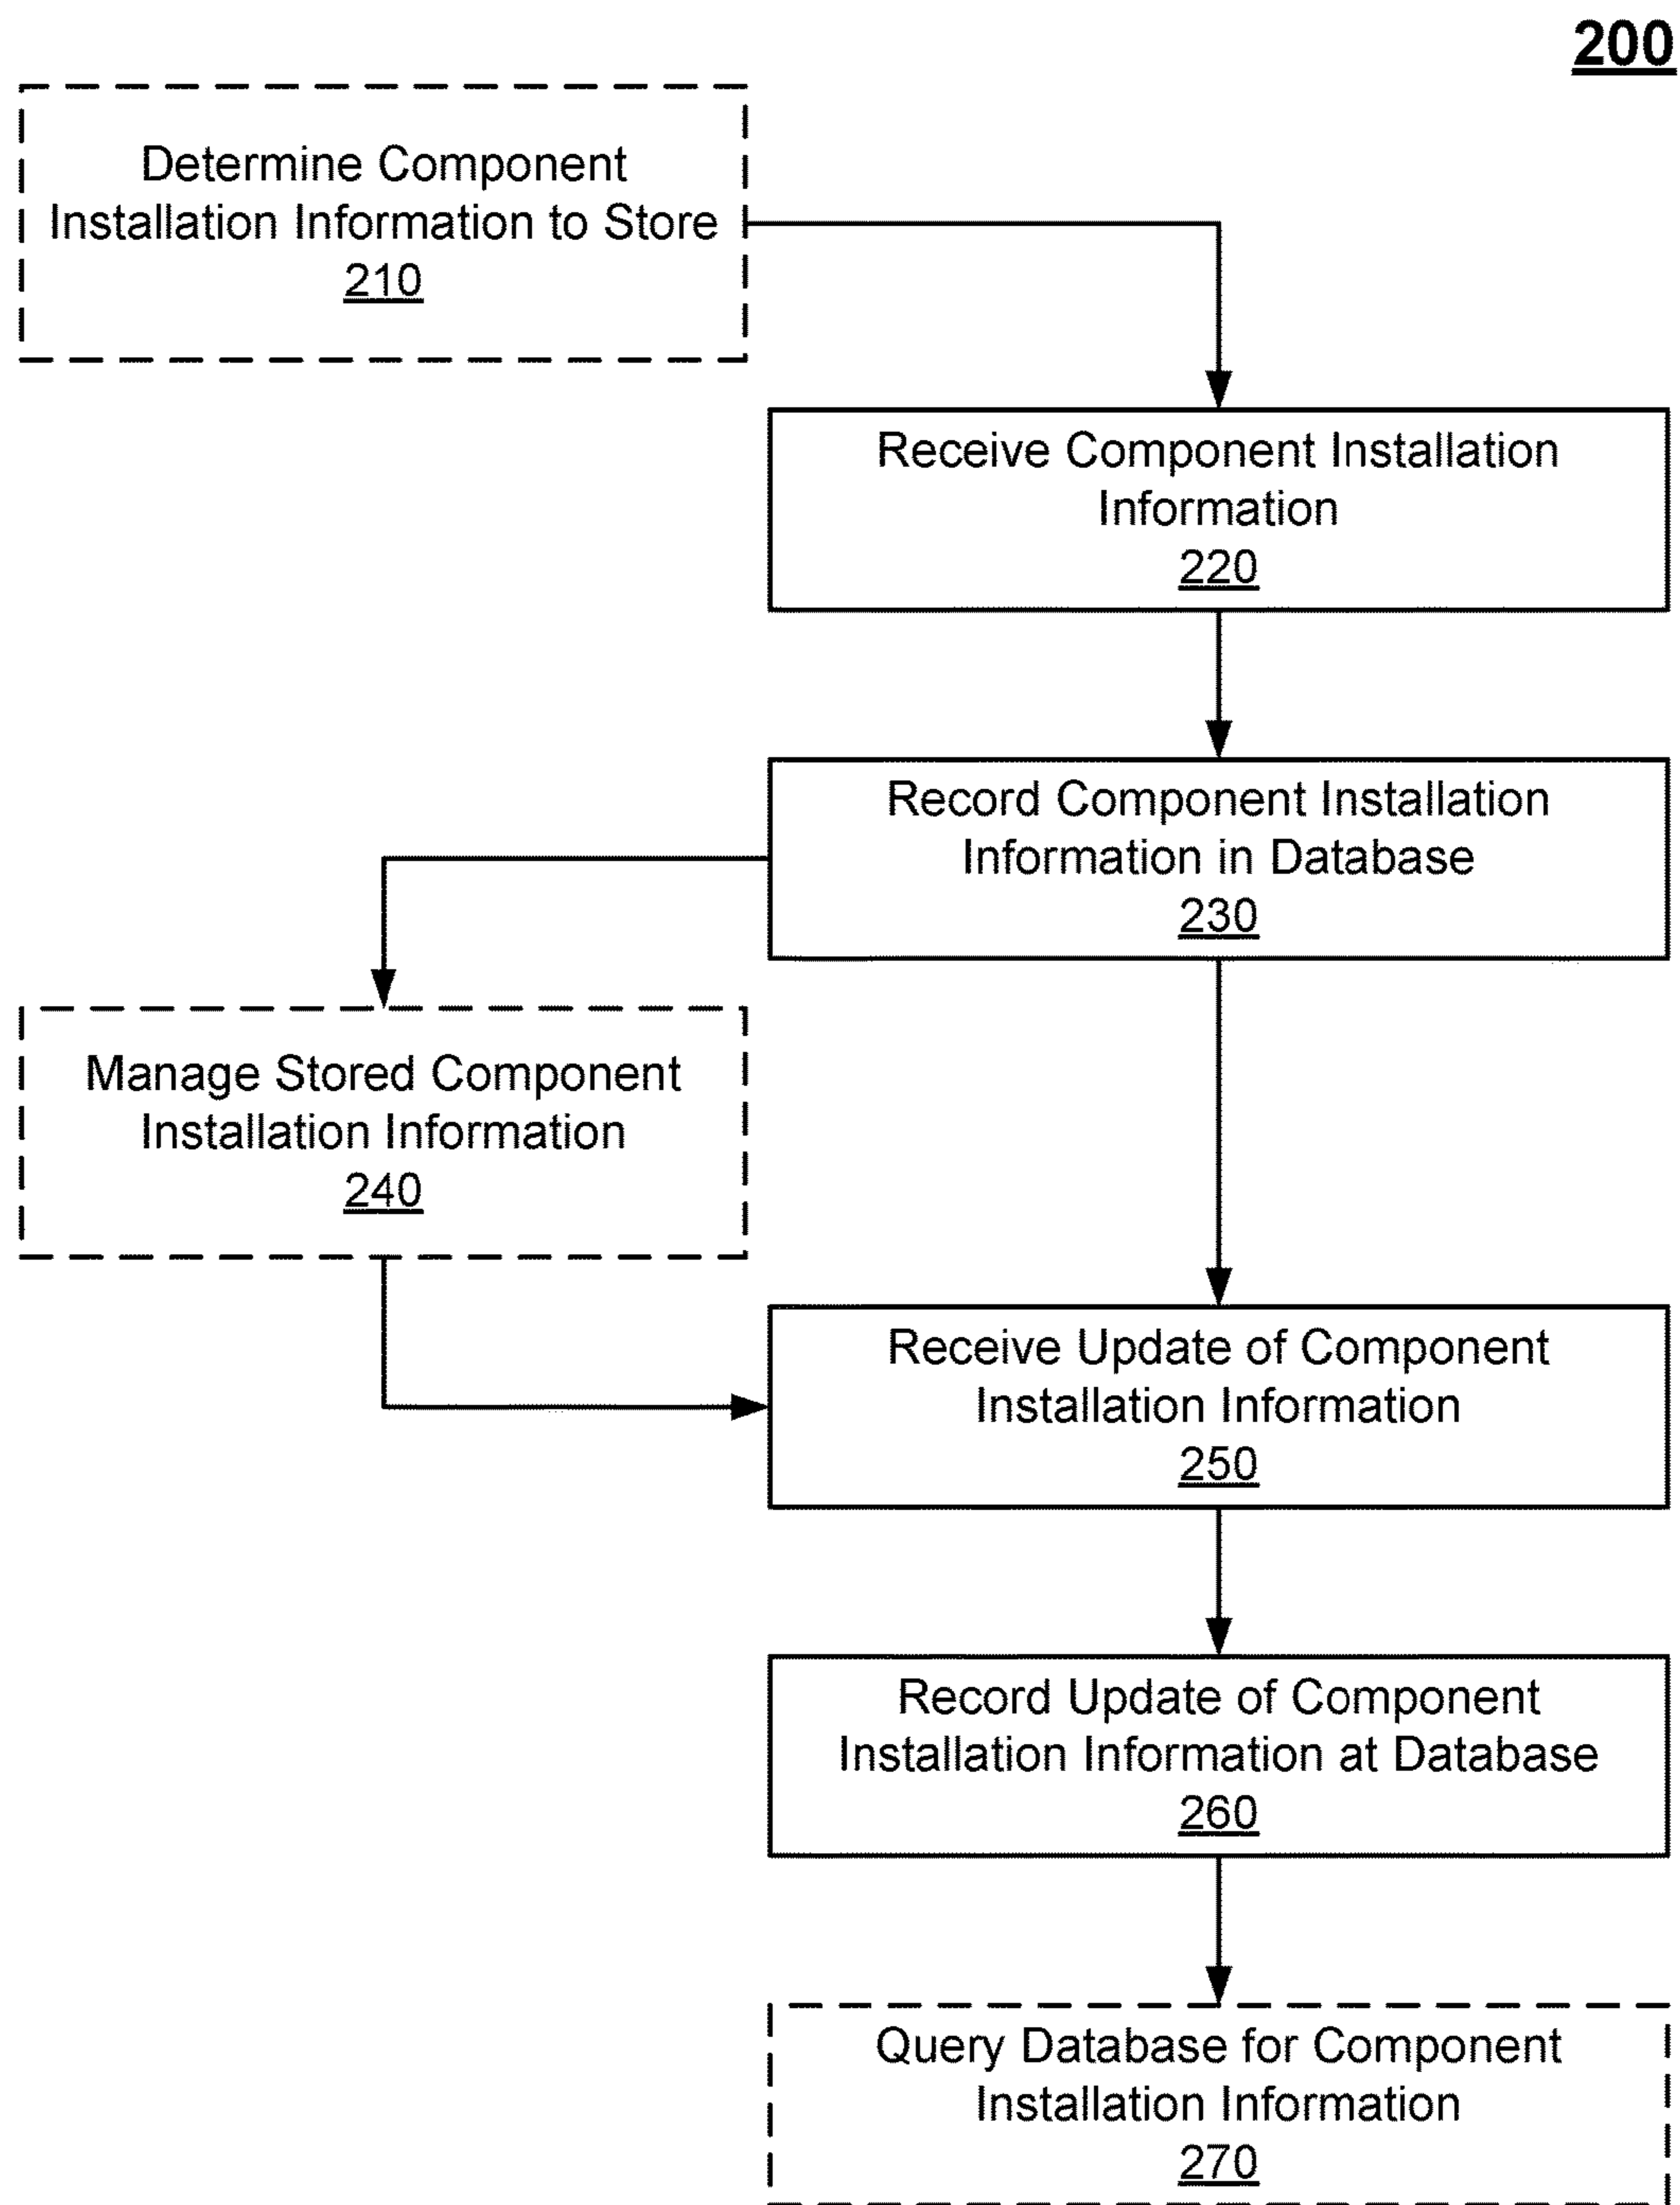 200
Determine Component
Installation Information to Store
210
Receive Component Installation
Information
220
Record Component Installation
Information in Database
230
Manage Stored Component
Installation Information
240
Receive Update of Component
Installation Information
250
Record Update of Component
Installation Information at Database
260
Query Database for Component
Installation Information
270